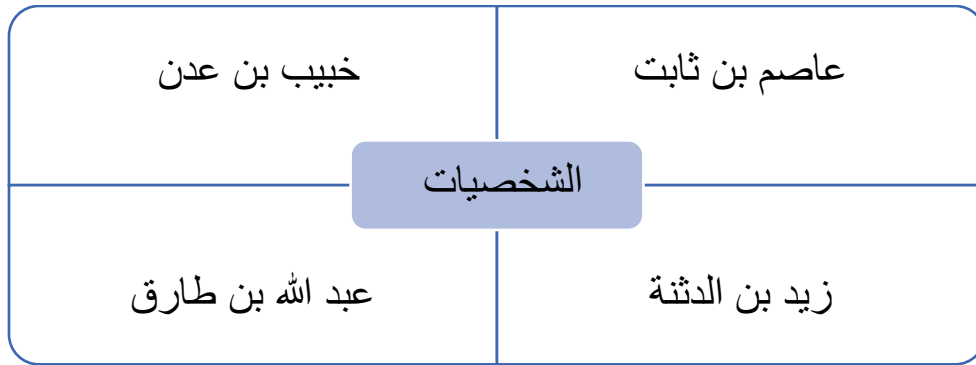 عاصم بن ثابت
خبيب بن عدن
الشخصيات
زيد بن الدثنة
عبد الله بن طارق